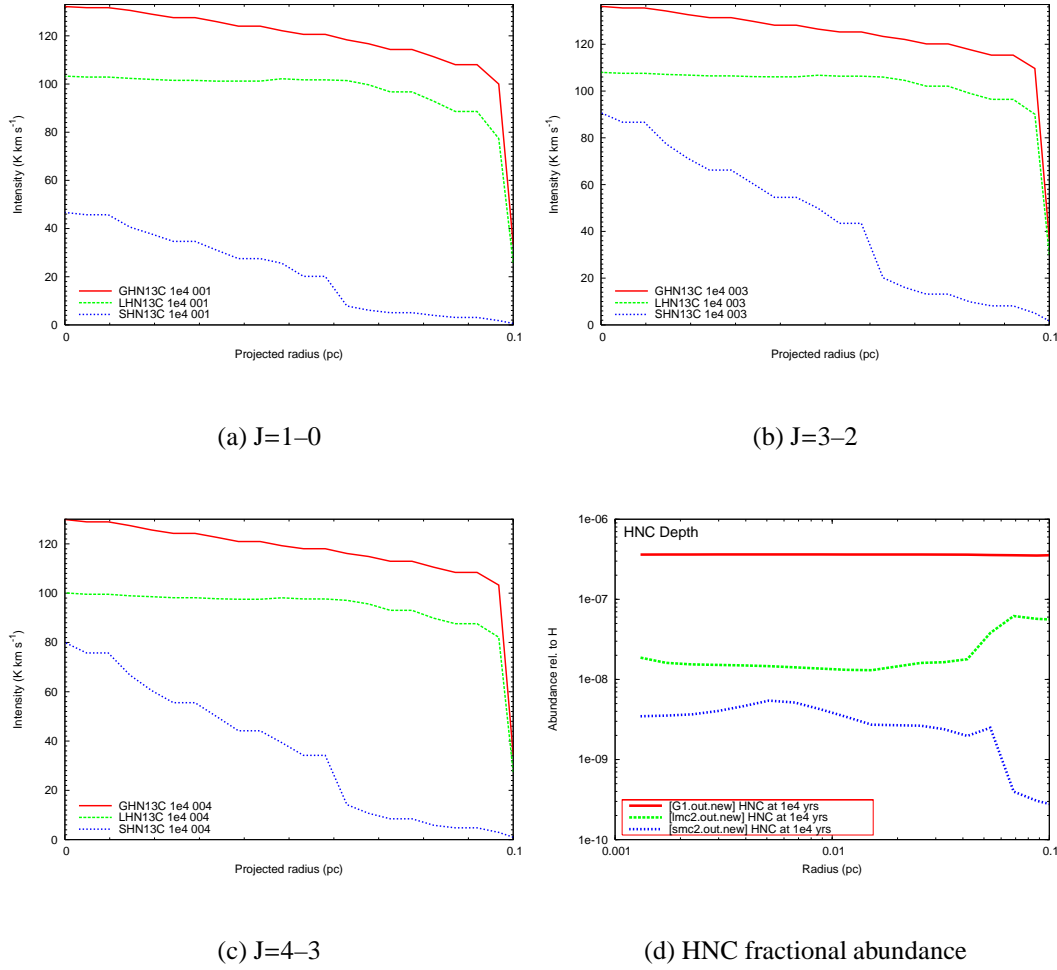 120
100
80
60
40
20
0
Intensity (K km s-1)
GHN13C 1e4 001
LHN13C 1e4 001
SHN13C 1e4 001
0
0.1
Projected radius (pc)
(a) J=1–0
120
100
80
60
40
20
0
Intensity (K km s-1)
GHN13C 1e4 003
LHN13C 1e4 003
SHN13C 1e4 003
0
0.1
Projected radius (pc)
(b) J=3–2
120
100
80
60
40
20
0
Intensity (K km s-1)
GHN13C 1e4 004
LHN13C 1e4 004
SHN13C 1e4 004
0
0.1
Projected radius (pc)
(c) J=4–3
1e-06
1e-07
1e-08
1e-09
1e-10
Abundance rel. to H
HNC Depth
[G1.out.new] HNC at 1e4 yrs
[lmc2.out.new] HNC at 1e4 yrs
[smc2.out.new] HNC at 1e4 yrs
0.001
0.01
0.1
Radius (pc)
(d) HNC fractional abundance